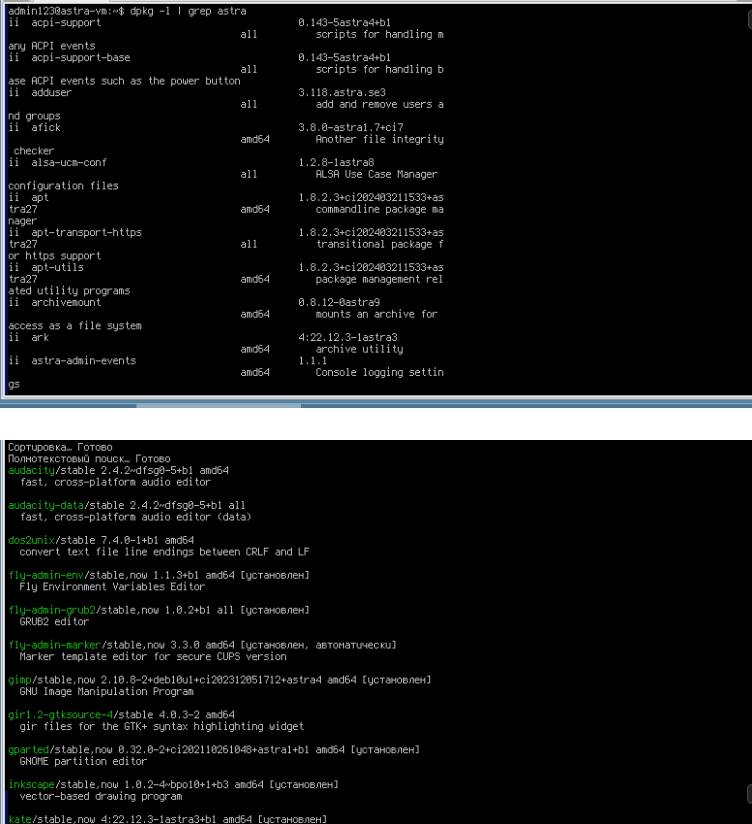 admin123@astra-vm:~$ dpkg -l | grep astra
ii  acpi-support                               0.143-5astra4+b1
                                   all          scripts for handling m
any ACPI events
ii  acpi-support-base                          0.143-5astra4+b1
                                   all          scripts for handling b
ase ACPI events such as the power button
ii  adduser                                    3.118.astra.se3
                                   all          add and remove users a
nd groups
ii  afick                                      3.8.0-astra1.7+ci7
                                   amd64        Another file integrity
 checker
ii  alsa-ucm-conf                              1.2.8-1astra8
                                   all          ALSA Use Case Manager
configuration files
ii  apt                                        1.8.2.3+ci202403211533+as
tra27                              amd64        commandline package ma
nager
ii  apt-transport-https                        1.8.2.3+ci202403211533+as
tra27                              all          transitional package f
or https support
ii  apt-utils                                  1.8.2.3+ci202403211533+as
tra27                              amd64        package management rel
ated utility programs
ii  archivemount                               0.8.12-0astra9
                                   amd64        mounts an archive for
access as a file system
ii  ark                                        4:22.12.3-1astra3
                                   amd64        archive utility
ii  astra-admin-events                         1.1.1
                                   amd64        Console logging settin
gs
Сортировка… Готово
Полнотекстовый поиск… Готово
audacity/stable 2.4.2~dfsg0-5+b1 amd64
  fast, cross-platform audio editor
audacity-data/stable 2.4.2~dfsg0-5+b1 all
  fast, cross-platform audio editor (data)
dos2unix/stable 7.4.0-1+b1 amd64
  convert text file line endings between CRLF and LF
fly-admin-env/stable,now 1.1.3+b1 amd64 [установлен]
  Fly Environment Variables Editor
fly-admin-grub2/stable,now 1.0.2+b1 all [установлен]
  GRUB2 editor
fly-admin-marker/stable,now 3.3.0 amd64 [установлен, автоматически]
  Marker template editor for secure CUPS version
gimp/stable,now 2.10.8-2+deb10u1+ci202312051712+astra4 amd64 [установлен]
  GNU Image Manipulation Program
gir1.2-gtksource-4/stable 4.0.3-2 amd64
  gir files for the GTK+ syntax highlighting widget
gparted/stable,now 0.32.0-2+ci202110261048+astra1+b1 amd64 [установлен]
  GNOME partition editor
inkscape/stable,now 1.0.2-4~bpo10+1+b3 amd64 [установлен]
  vector-based drawing program
kate/stable,now 4:22.12.3-1astra3+b1 amd64 [установлен]